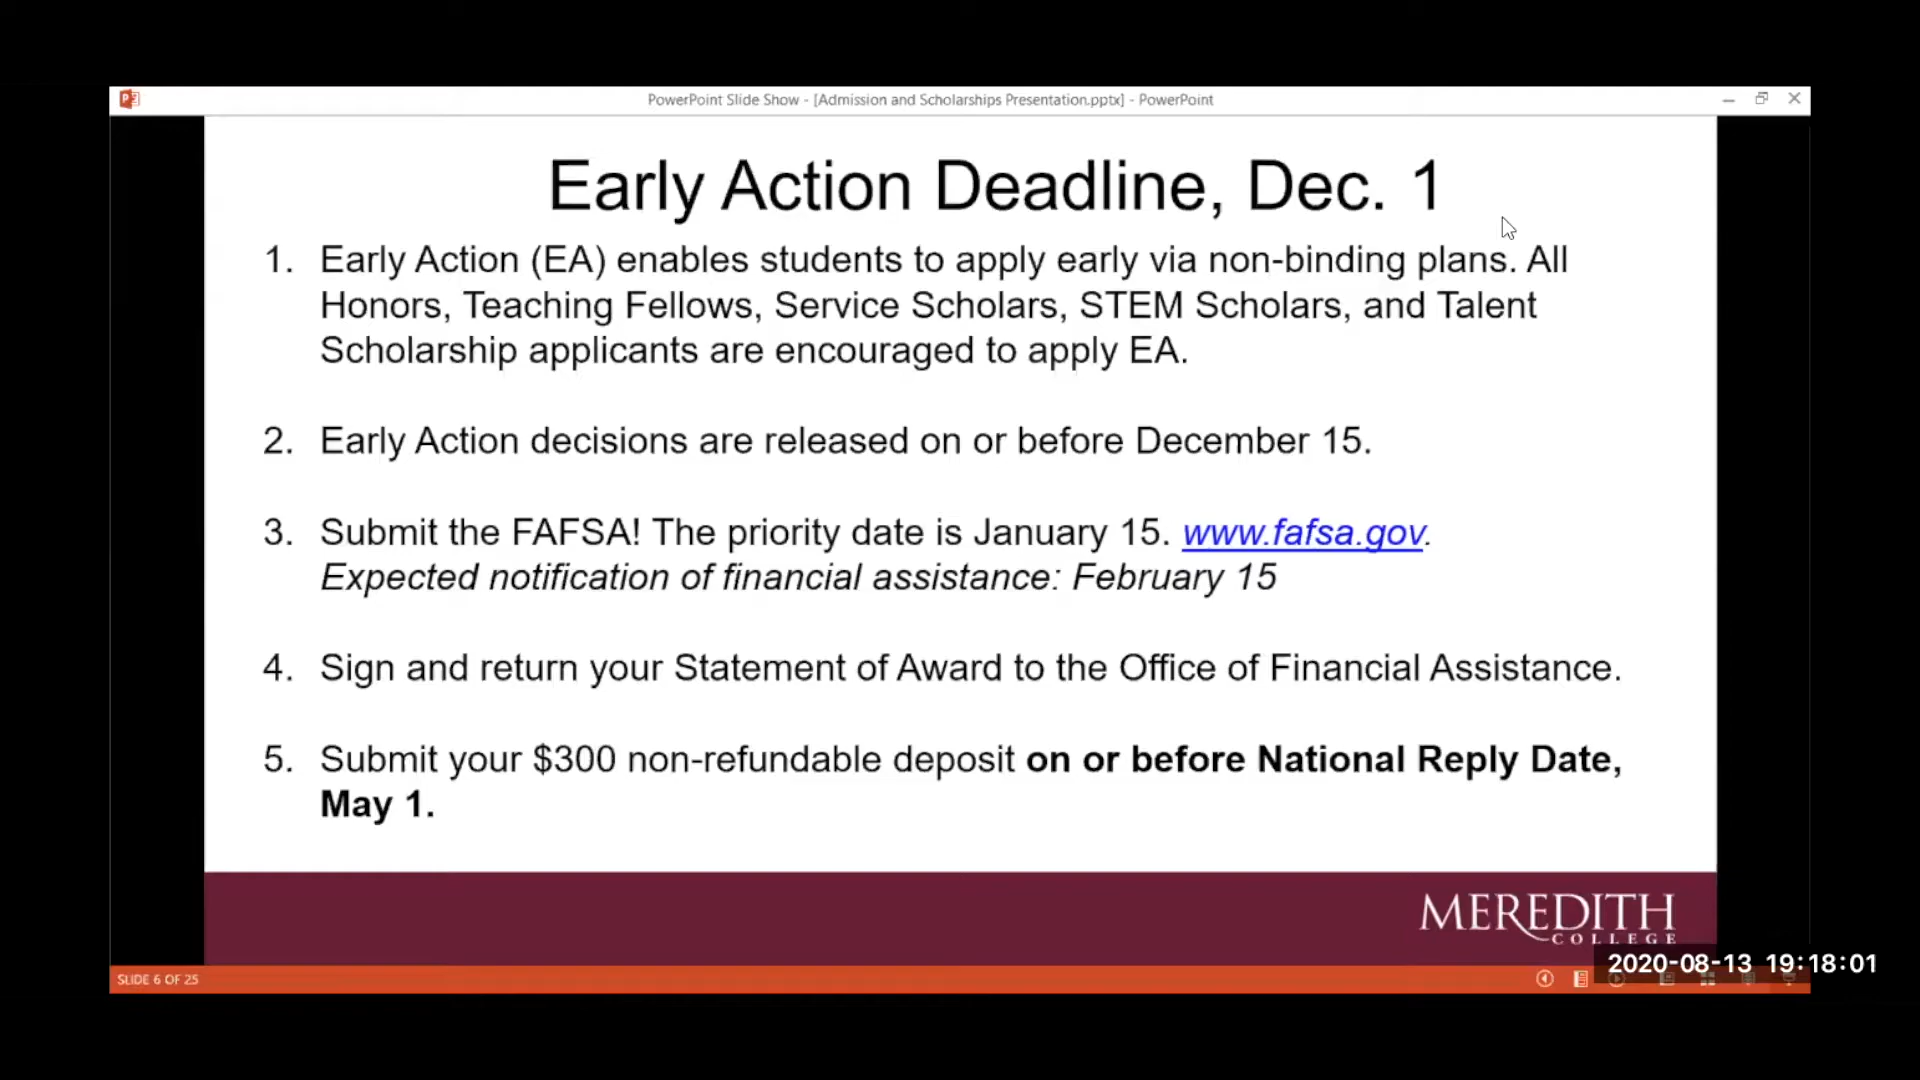 PowerPoint Slide Show - [Admission and Scholarships Presentation.pptx] - PowerPoint
Early Action Deadline, Dec. 1
1. Early Action (EA) enables students to apply early via non-binding plans. All
Honors, Teaching Fellows, Service Scholars, STEM Scholars, and Talent
Scholarship applicants are encouraged to apply EA.
2. Early Action decisions are released on or before December 15.
3. Submit the FAFSA! The priority date is January 15. www.fafsa.gov.
Expected notification of financial assistance: February 15
4. Sign and return your Statement of Award to the Office of Financial Assistance.
5. Submit your $300 non-refundable deposit on or before National Reply Date,
May 1.
MEREDITH
COLLEGE
2020-08-13 19:18:01
SLIDE 6 OF 25